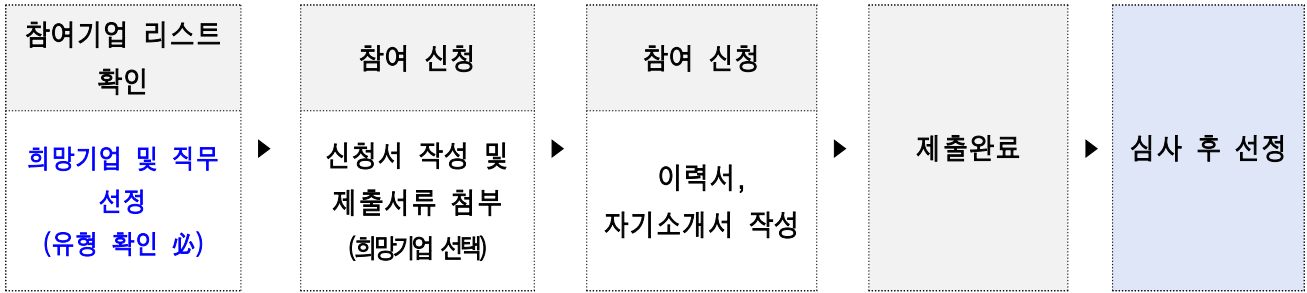 참여기업 리스트
확인
희망기업 및 직무
선정
(유형 확인 必)
참여 신청
신청서 작성 및
제출서류 첨부
(희망기업 선택)
참여 신청
이력서,
자기소개서 작성
제출완료
심사 후 선정